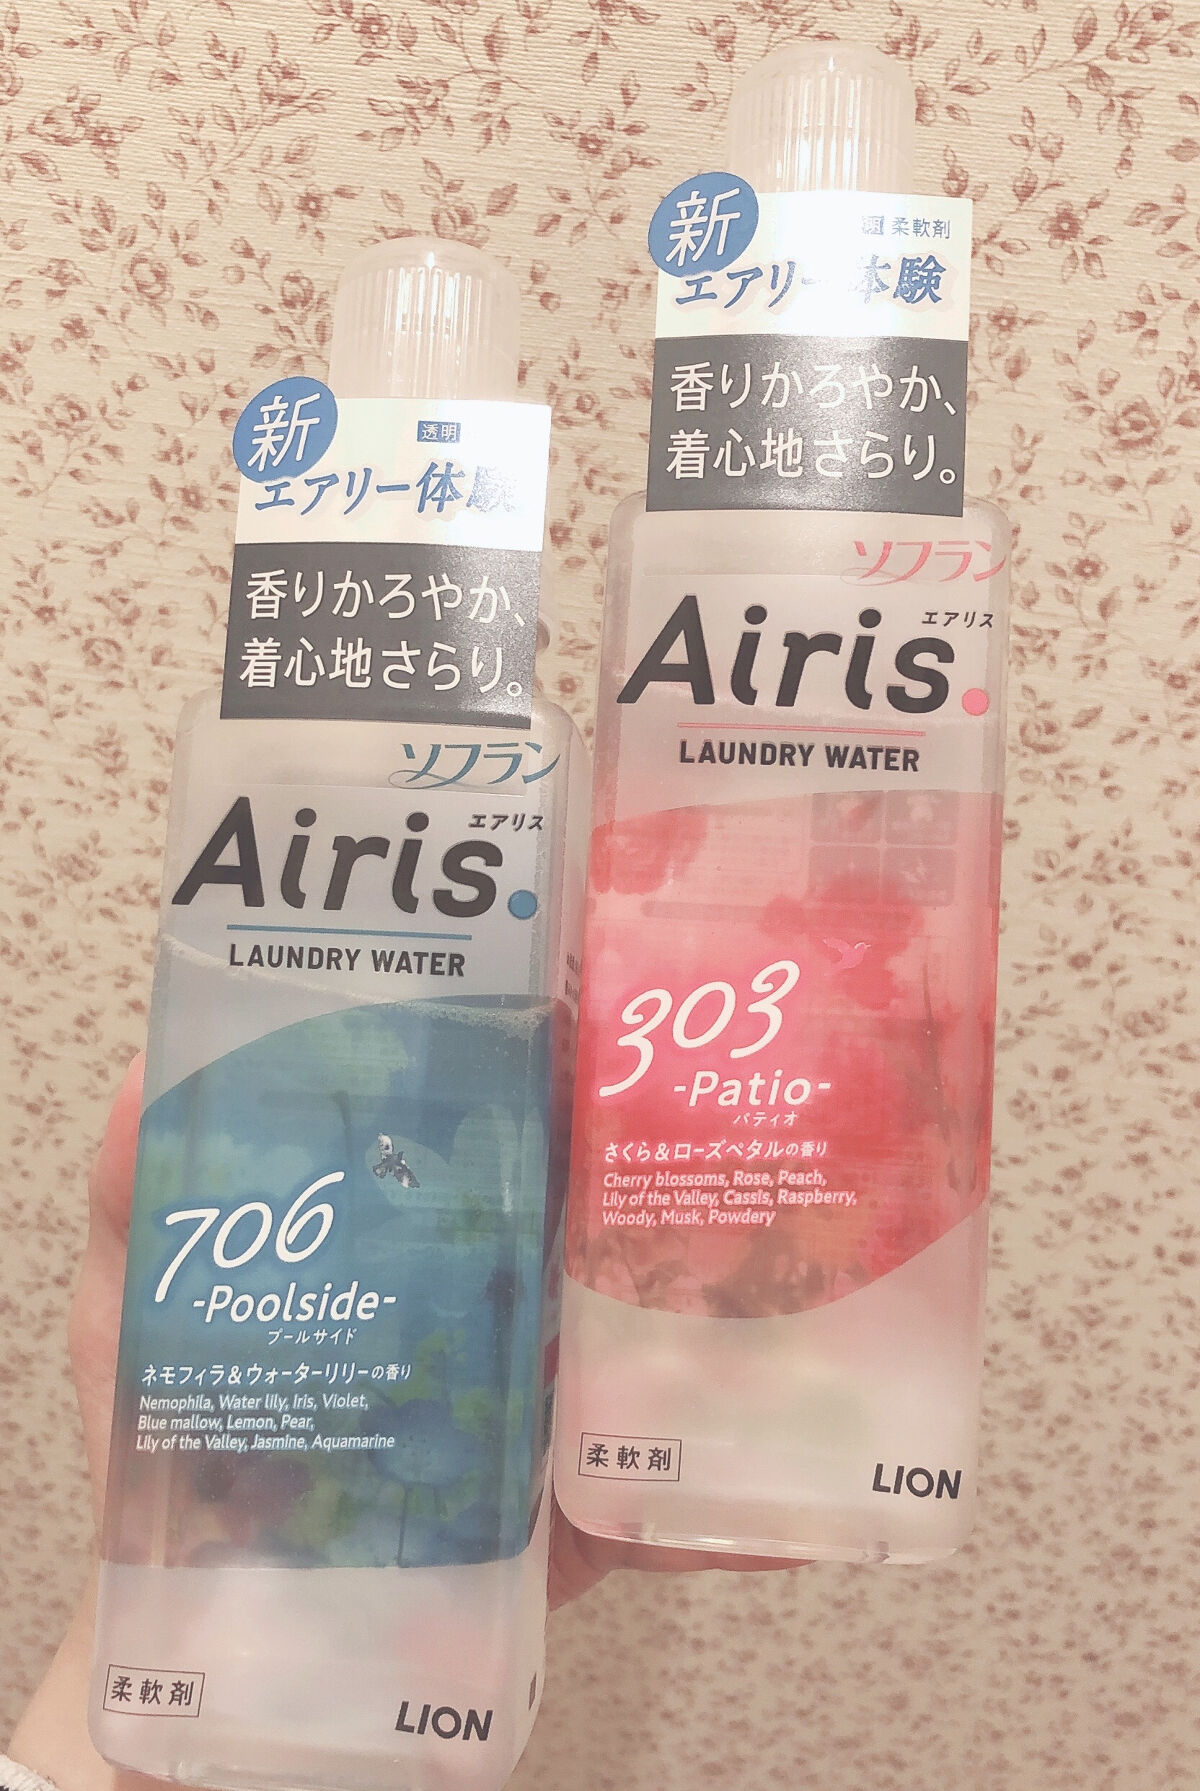 新
透明
エアリー体験
香りかろやか、
着心地さらり。
ソフラン
エアリス
Airis.
LAUNDRY WATER
706
-Poolside-
プールサイド
ネモフィラ&ウォーターリリーの香り
Nemophila, Water lily, Iris, Violet,
Blue mallow, Lemon, Pear,
Lily of the Valley, Jasmine, Aquamarine
柔軟剤
LION
新
柔軟剤
エアリー体験
香りかろやか、
着心地さらり。
ソフラン
エアリス
Airis.
LAUNDRY WATER
303
-Patio-
パティオ
さくら&ローズペタルの香り
Cherry blossoms, Rose, Peach,
Lily of the Valley, Cassis, Raspberry,
Woody, Musk, Powdery
柔軟剤
LION